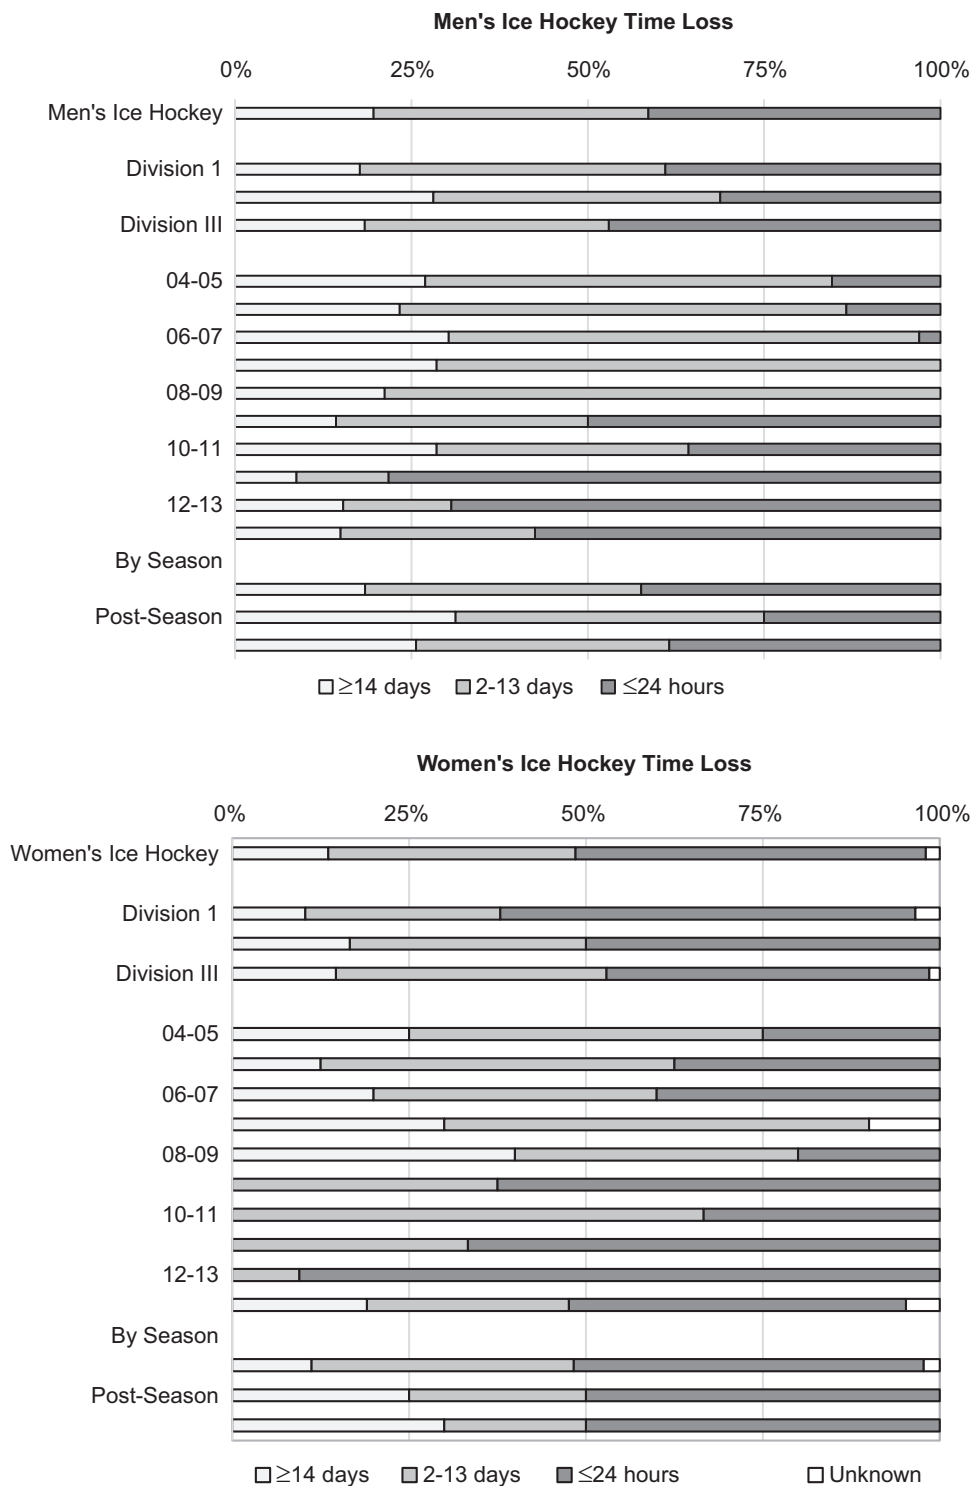 Men's Ice Hockey Time Loss
0% 25% 50% 75% 100%
Men's Ice Hockey
Division 1
Division III
04-05
06-07
08-09
10-11
12-13
By Season
Post-Season
≥14 days 2-13 days ≤24 hours
Women's Ice Hockey Time Loss
0% 25% 50% 75% 100%
Women's Ice Hockey
Division 1
Division III
04-05
06-07
08-09
10-11
12-13
By Season
Post-Season
≥14 days 2-13 days ≤24 hours Unknown